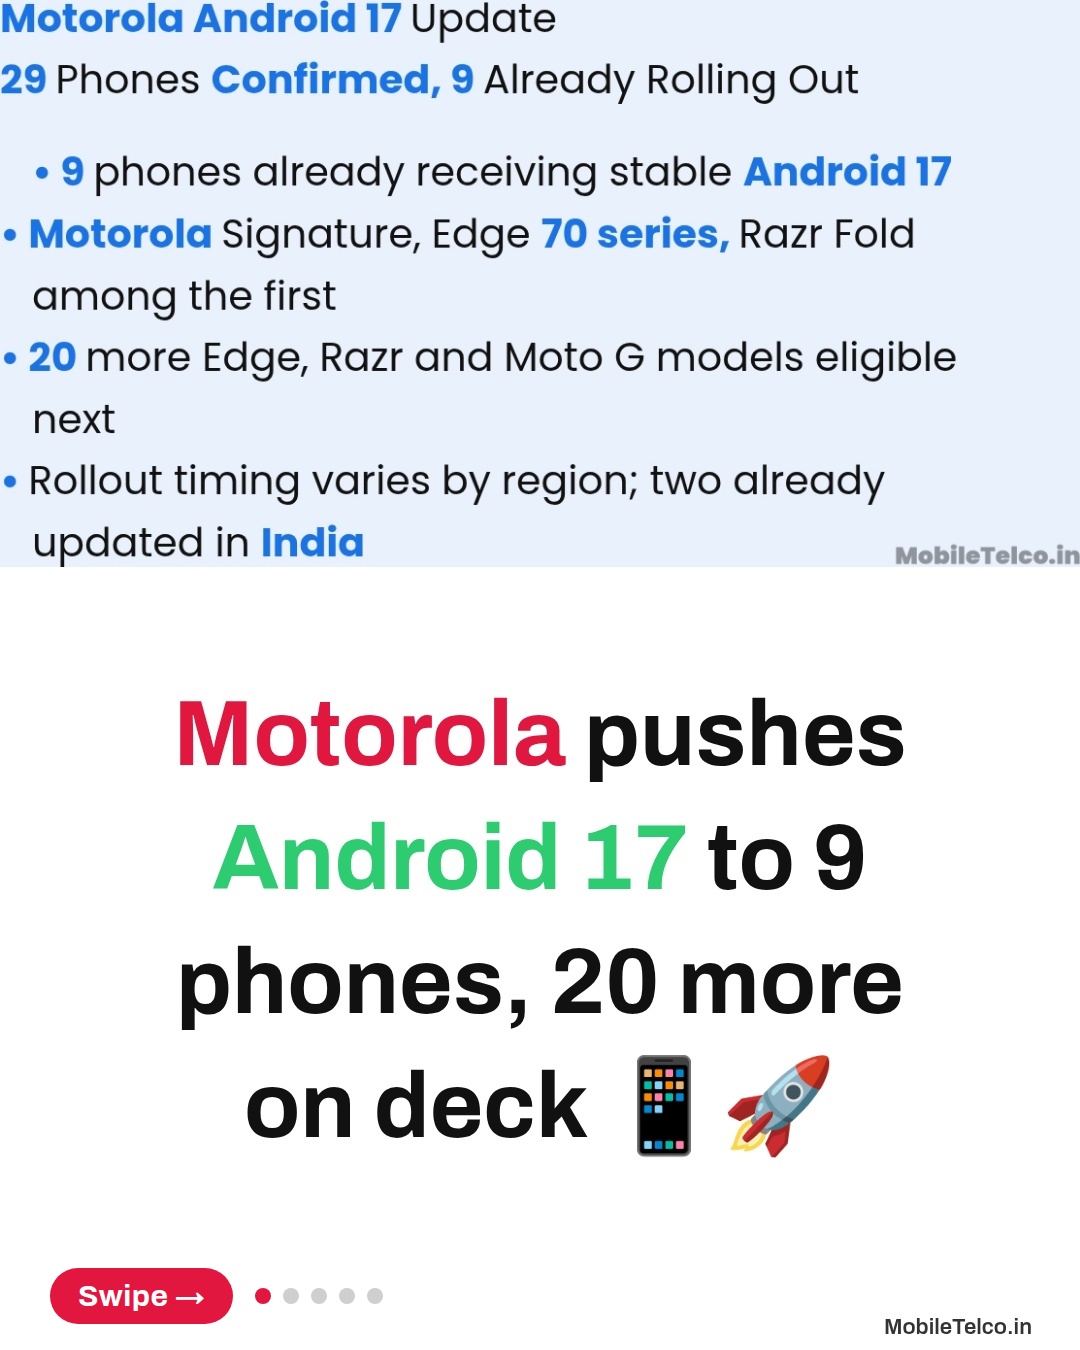 Motorola Android 17 Update
29 Phones Confirmed, 9 Already Rolling Out
• 9 phones already receiving stable Android 17
• Motorola Signature, Edge 70 series, Razr Fold
among the first
• 20 more Edge, Razr and Moto G models eligible
next
• Rollout timing varies by region; two already
updated in India
MobileTelco.in
Motorola pushes
Android 17 to 9
phones, 20 more
on deck 📱 🚀
Swipe →
MobileTelco.in